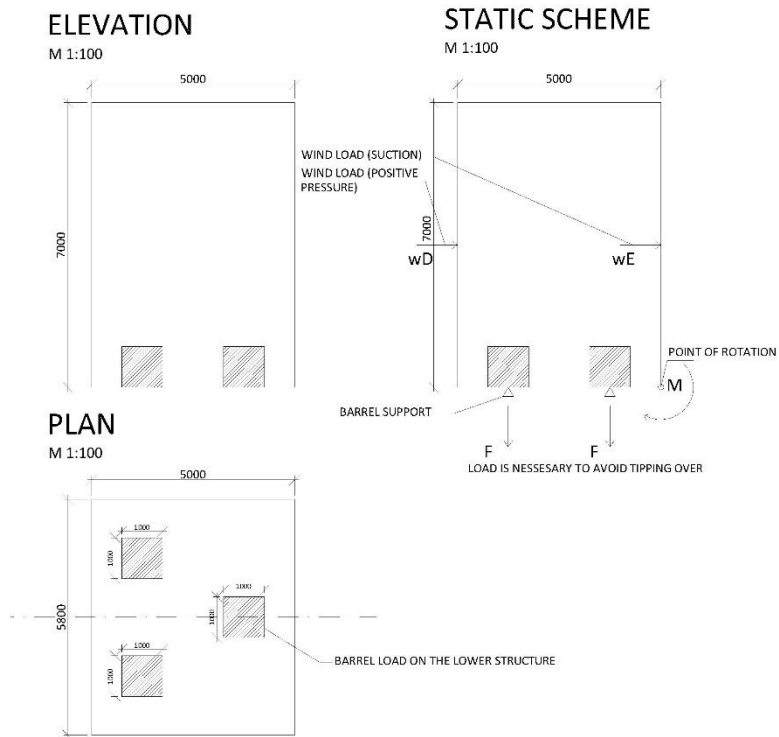 ELEVATION
M 1:100
5000
7000
STATIC SCHEME
M 1:100
5000
WIND LOAD (SUCTION)
WIND LOAD (POSITIVE
PRESSURE)
7000
wD
wE
POINT OF ROTATION
M
BARREL SUPPORT
F
F
LOAD IS NESSESARY TO AVOID TIPPING OVER
PLAN
M 1:100
5000
5800
1000
1000
1000
1000
1000
1000
BARREL LOAD ON THE LOWER STRUCTURE